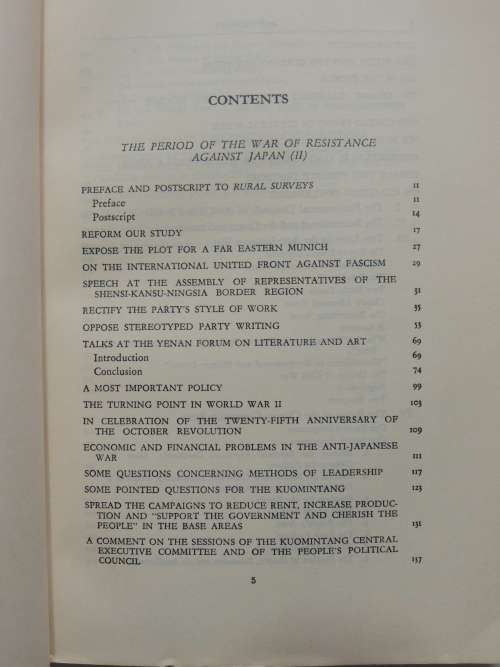 CONTENTS
THE PERIOD OF THE WAR OF RESISTANCE
AGAINST JAPAN (II)
PREFACE AND POSTSCRIPT TO RURAL SURVEYS 11
Preface 11
Postscript 14
REFORM OUR STUDY 17
EXPOSE THE PLOT FOR A FAR EASTERN MUNICH 27
ON THE INTERNATIONAL UNITED FRONT AGAINST FASCISM 29
SPEECH AT THE ASSEMBLY OF REPRESENTATIVES OF THE
SHENSI-KANSU-NINGSIA BORDER REGION 31
RECTIFY THE PARTY'S STYLE OF WORK 35
OPPOSE STEREOTYPED PARTY WRITING 53
TALKS AT THE YENAN FORUM ON LITERATURE AND ART 69
Introduction 69
Conclusion 74
A MOST IMPORTANT POLICY 99
THE TURNING POINT IN WORLD WAR II 103
IN CELEBRATION OF THE TWENTY-FIFTH ANNIVERSARY OF
THE OCTOBER REVOLUTION 109
ECONOMIC AND FINANCIAL PROBLEMS IN THE ANTI-JAPANESE
WAR 111
SOME QUESTIONS CONCERNING METHODS OF LEADERSHIP 117
SOME POINTED QUESTIONS FOR THE KUOMINTANG 123
SPREAD THE CAMPAIGNS TO REDUCE RENT, INCREASE PRODUC-
TION AND "SUPPORT THE GOVERNMENT AND CHERISH THE
PEOPLE" IN THE BASE AREAS 131
A COMMENT ON THE SESSIONS OF THE KUOMINTANG CENTRAL
EXECUTIVE COMMITTEE AND OF THE PEOPLE'S POLITICAL
COUNCIL 137
5